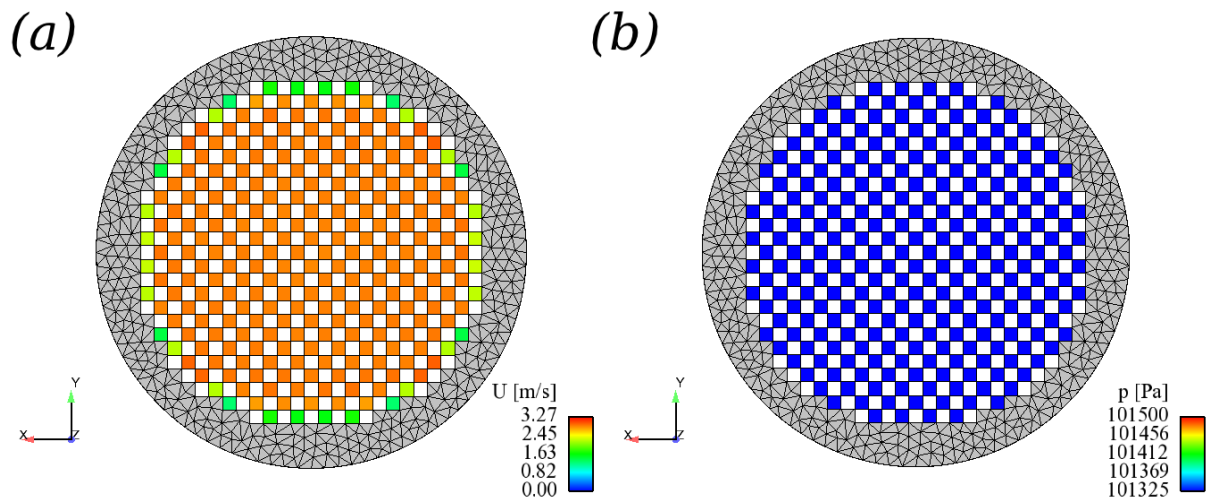 (a)
(b)
Y
X
Z
U [m/s]
3.27
2.45
1.63
0.82
0.00
Y
X
Z
p [Pa]
101500
101456
101412
101369
101325